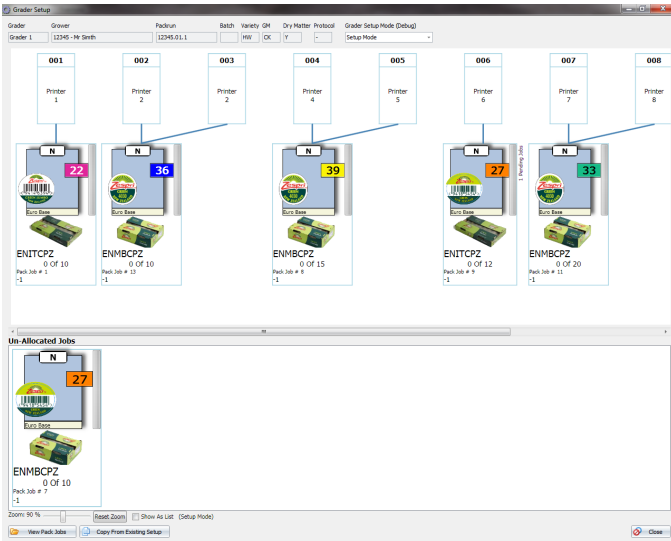 Grader Setup
Grader Grower Packrun Batch Variety GM Dry Matter Protocol Grader Setup Mode (Debug)
Grader 1 12345 - Mr Smith 12345.01.1 HW CK Y - Setup Mode
001 002 003 004 005 006 007 008
Printer Printer Printer Printer Printer Printer Printer Printer
1 2 2 4 5 6 7 8
N N N N N
22 36 39 27 33
1 Pending Jobs
Zespri Zespri Zespri Zespri Zespri
Euro Base Euro Base Euro Base Euro Base Euro Base
ENITCPZ ENMBCPZ ENMBCPZ ENITCPZ ENMBCPZ
0 Of 10 0 Of 10 0 Of 15 0 Of 12 0 Of 20
Pack Job # 1 Pack Job # 13 Pack Job # 8 Pack Job # 9 Pack Job # 11
-1 -1 -1 -1 -1
Un-Allocated Jobs
N
27
Euro Base
ENMBCPZ
0 Of 10
Pack Job # 7
-1
Zoom: 90 % Reset Zoom Show As List (Setup Mode)
View Pack Jobs Copy From Existing Setup Close